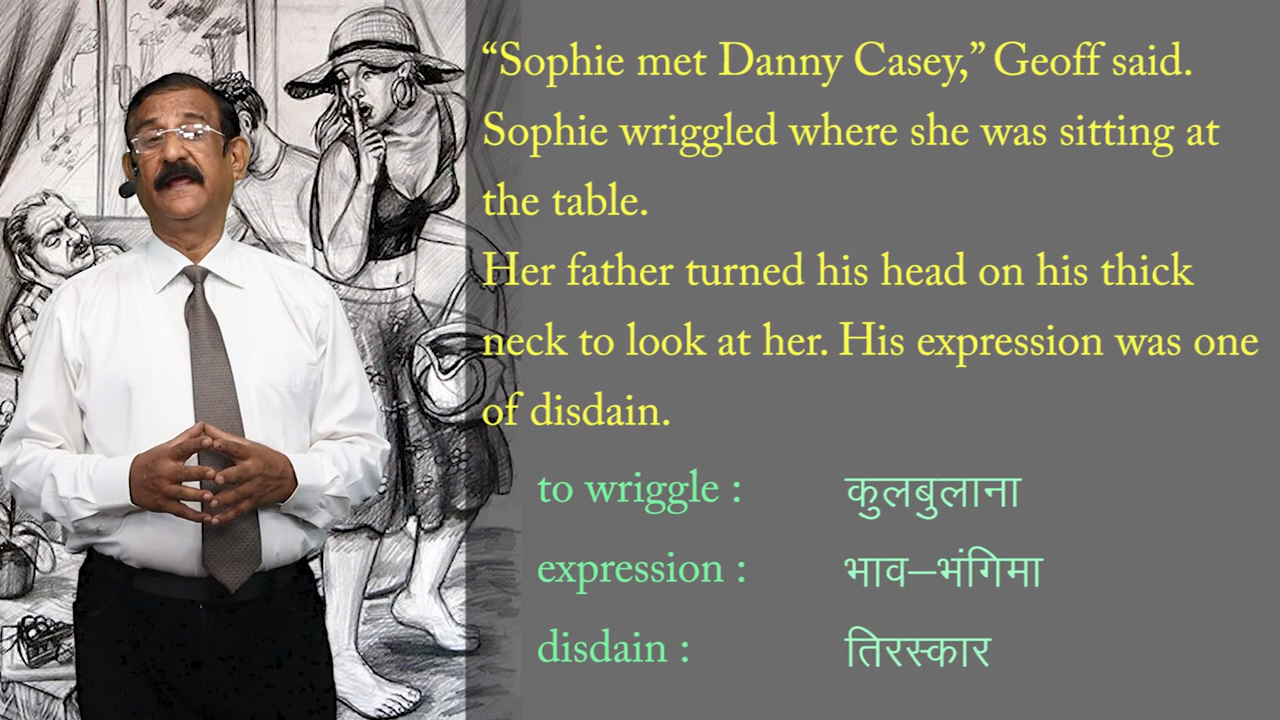 “Sophie met Danny Casey,” Geoff said.
Sophie wriggled where she was sitting at
the table.
Her father turned his head on his thick
neck to look at her. His expression was one
of disdain.
to wriggle : कुलबुलाना
expression : भाव–भंगिमा
disdain : तिरस्कार